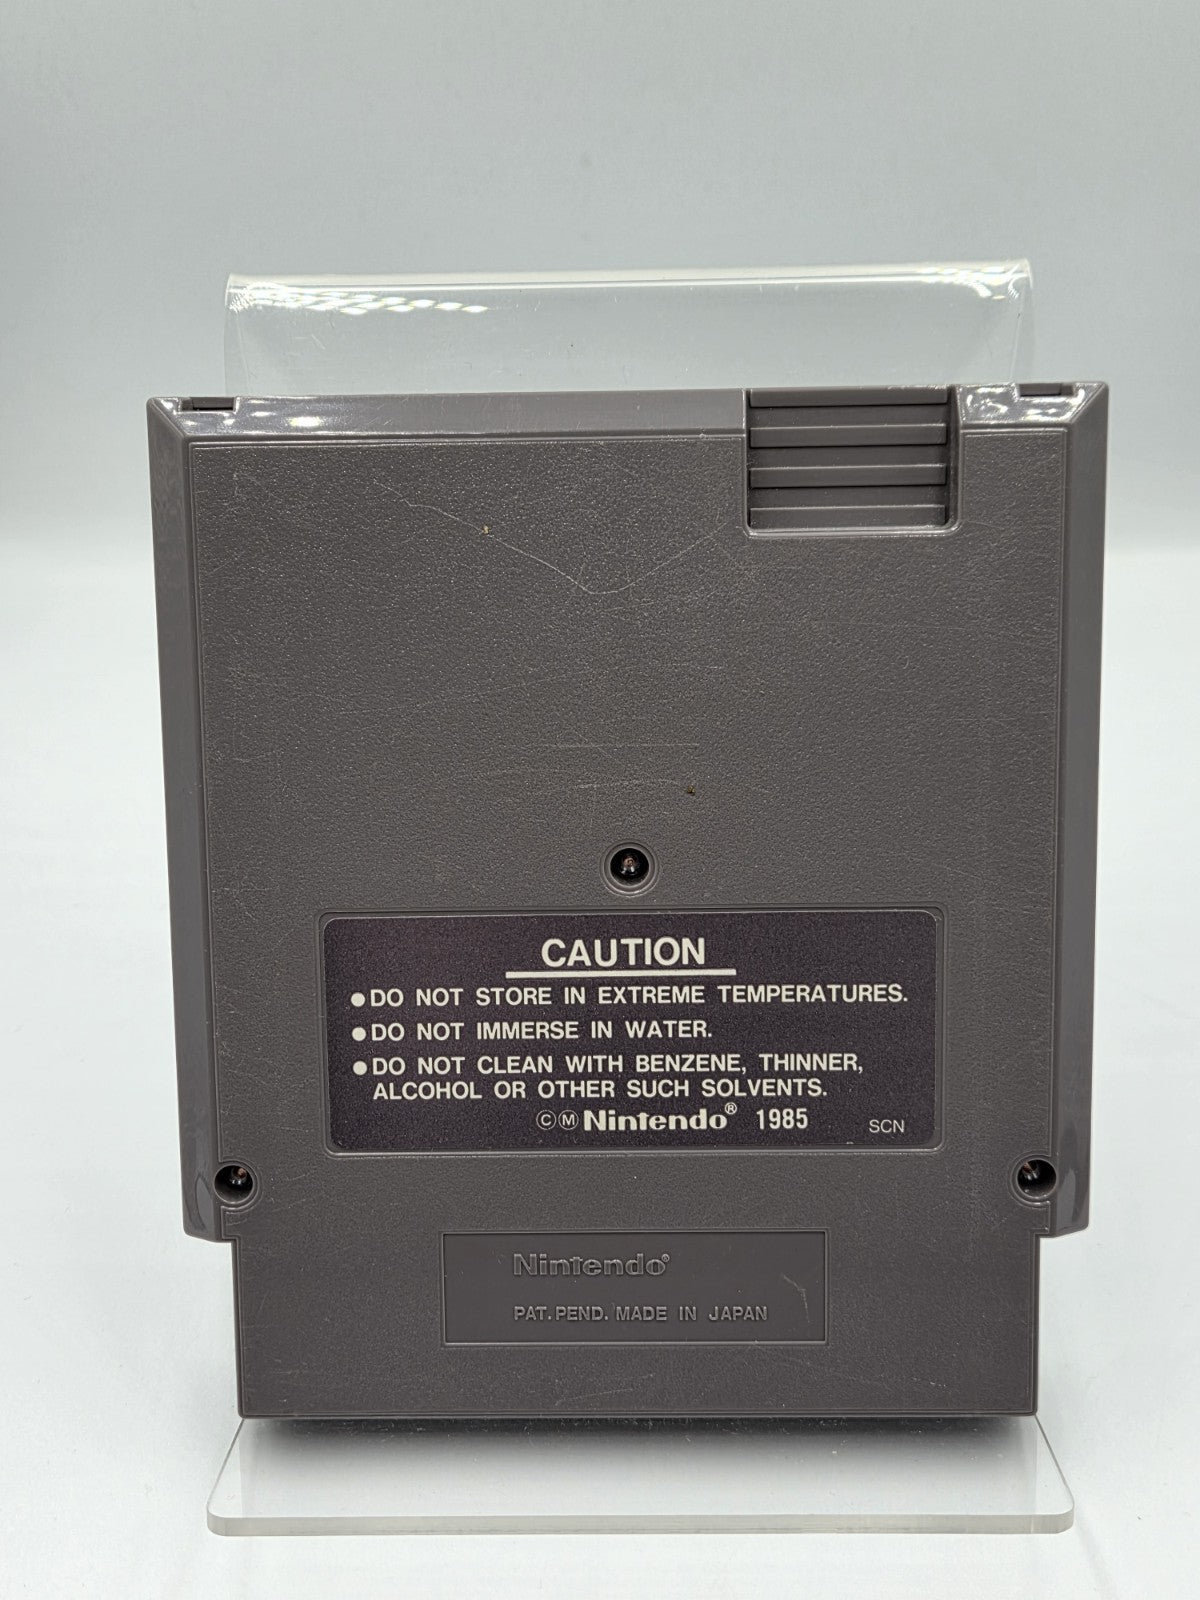 CAUTION
●DO NOT STORE IN EXTREME TEMPERATURES.
●DO NOT IMMERSE IN WATER.
●DO NOT CLEAN WITH BENZENE, THINNER,
ALCOHOL OR OTHER SUCH SOLVENTS.
ⒸⓂNintendo® 1985 SCN
Nintendo®
PAT.PEND. MADE IN JAPAN